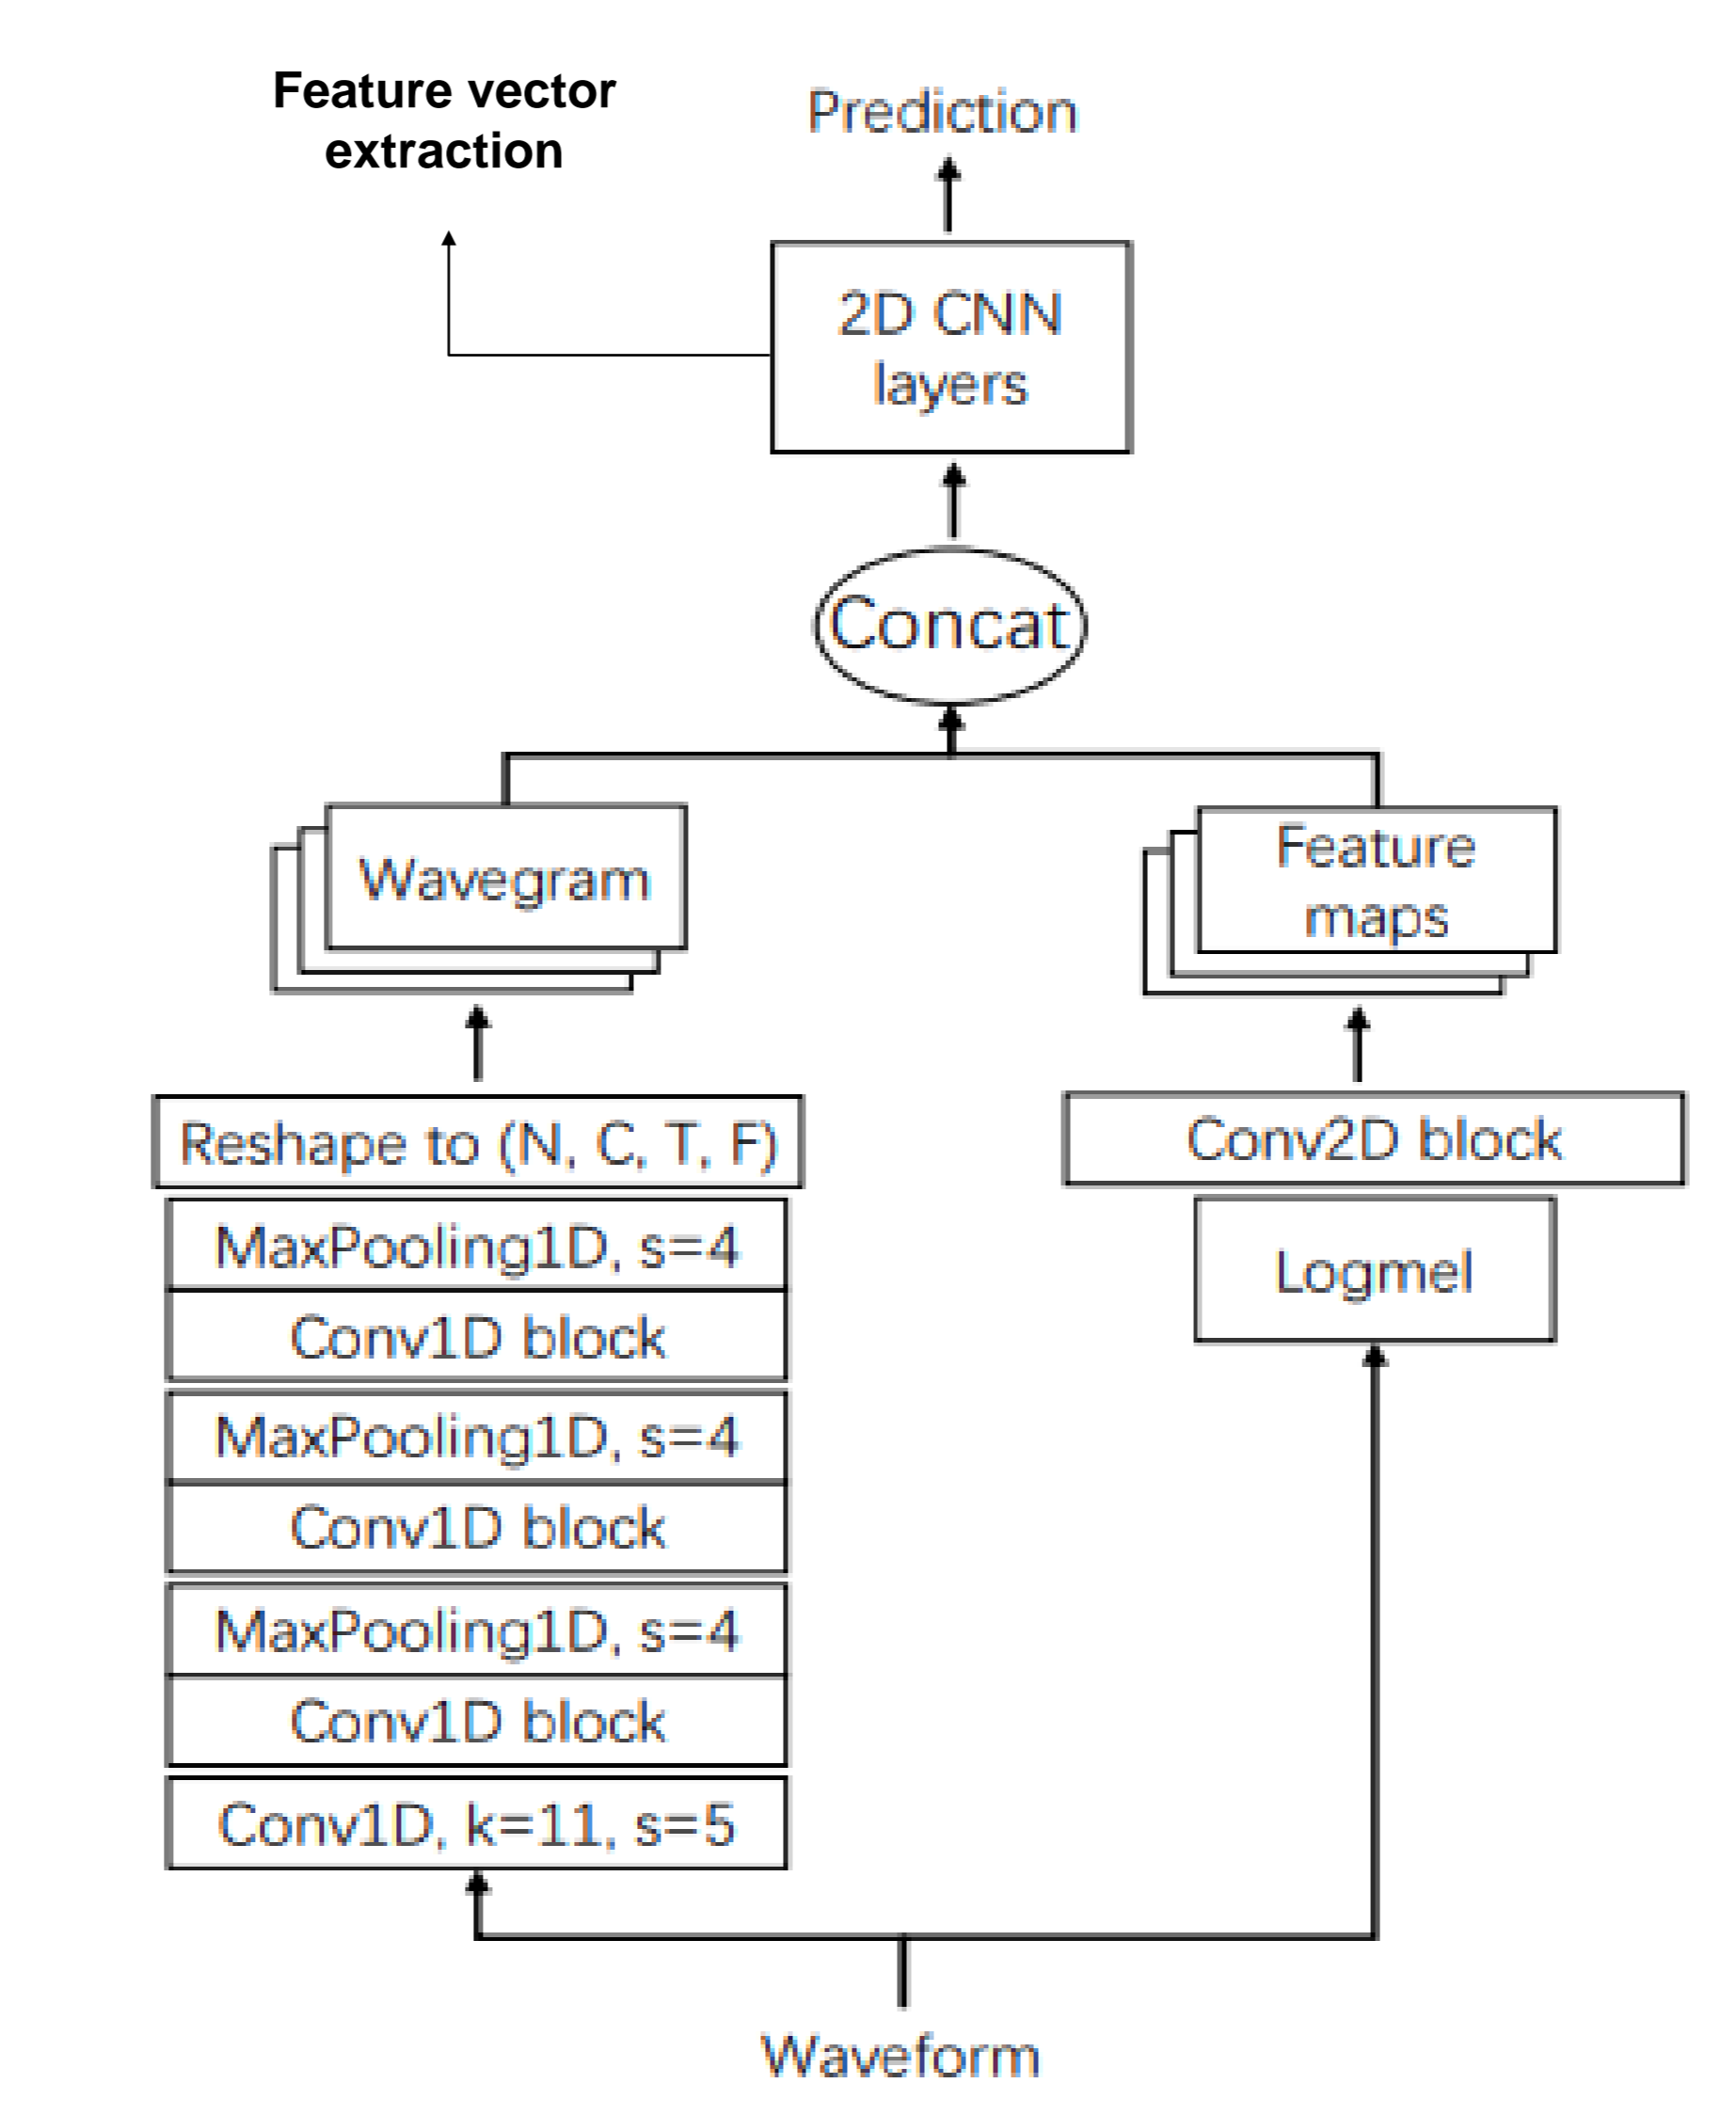 Feature vector
extraction
Prediction
2D CNN
layers
Concat
Wavegram
Feature
maps
Reshape to (N, C, T, F)
Conv2D block
MaxPooling1D, s=4
Logmel
Conv1D block
MaxPooling1D, s=4
Conv1D block
MaxPooling1D, s=4
Conv1D block
Conv1D, k=11, s=5
Waveform